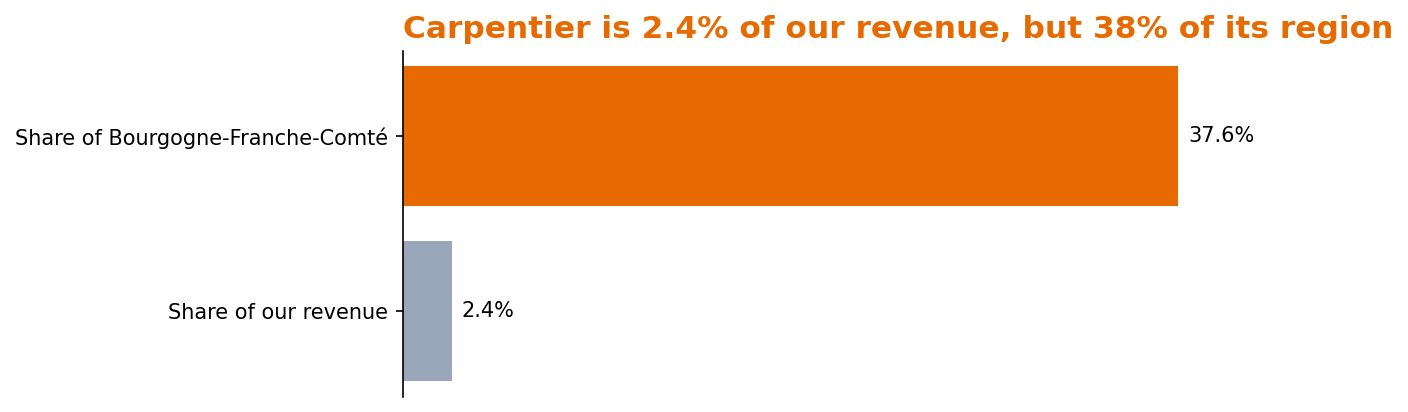 Carpentier is 2.4% of our revenue, but 38% of its region
Share of Bourgogne-Franche-Comté
37.6%
Share of our revenue
2.4%